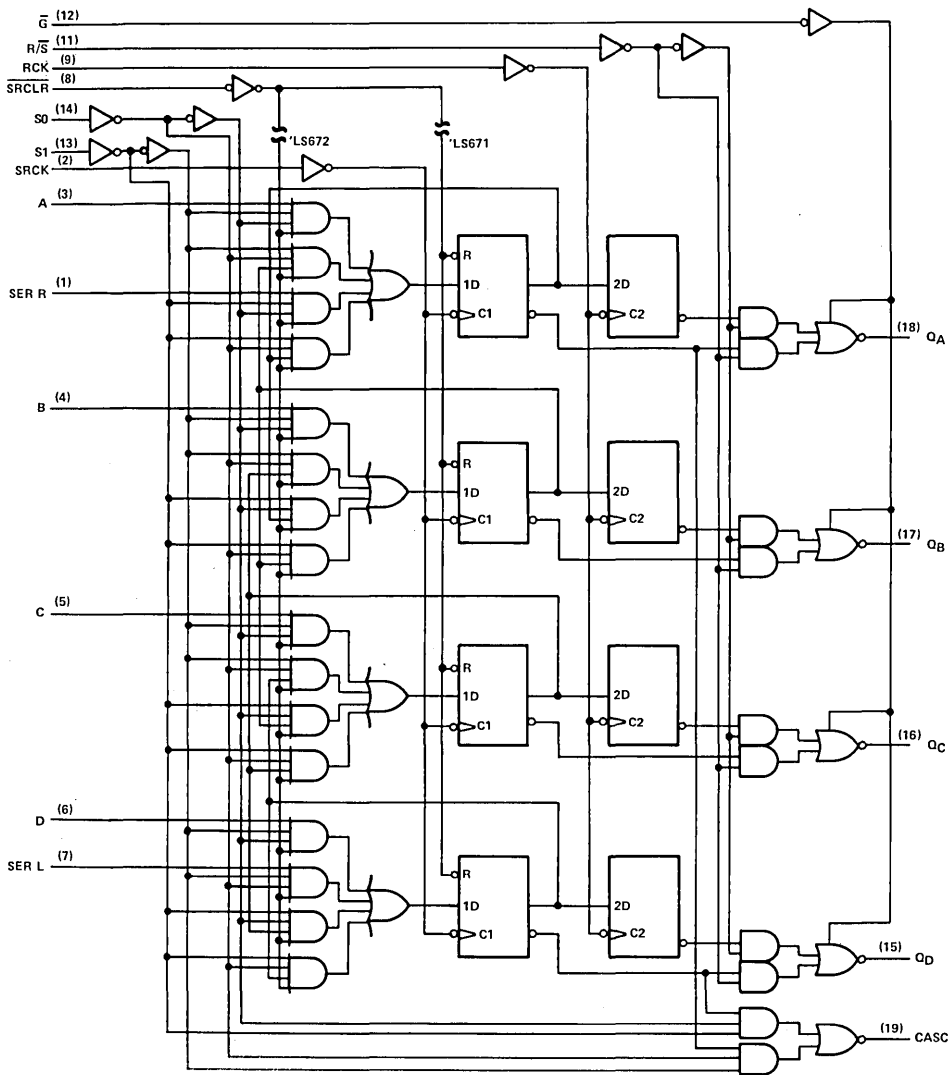 G̅ (12)
R/S̅ (11)
RCK (9)
S̅R̅C̅L̅R̅ (8)
S0 (14)
S1 (13)
SRCK (2)
'LS672
'LS671
A (3)
R
1D
2D
SER R (1)
C1
C2
(18) QA
B (4)
R
1D
2D
C1
C2
(17) QB
C (5)
R
1D
2D
C1
C2
(16) QC
D (6)
SER L (7)
R
1D
2D
C1
C2
(15) QD
(19) CASC